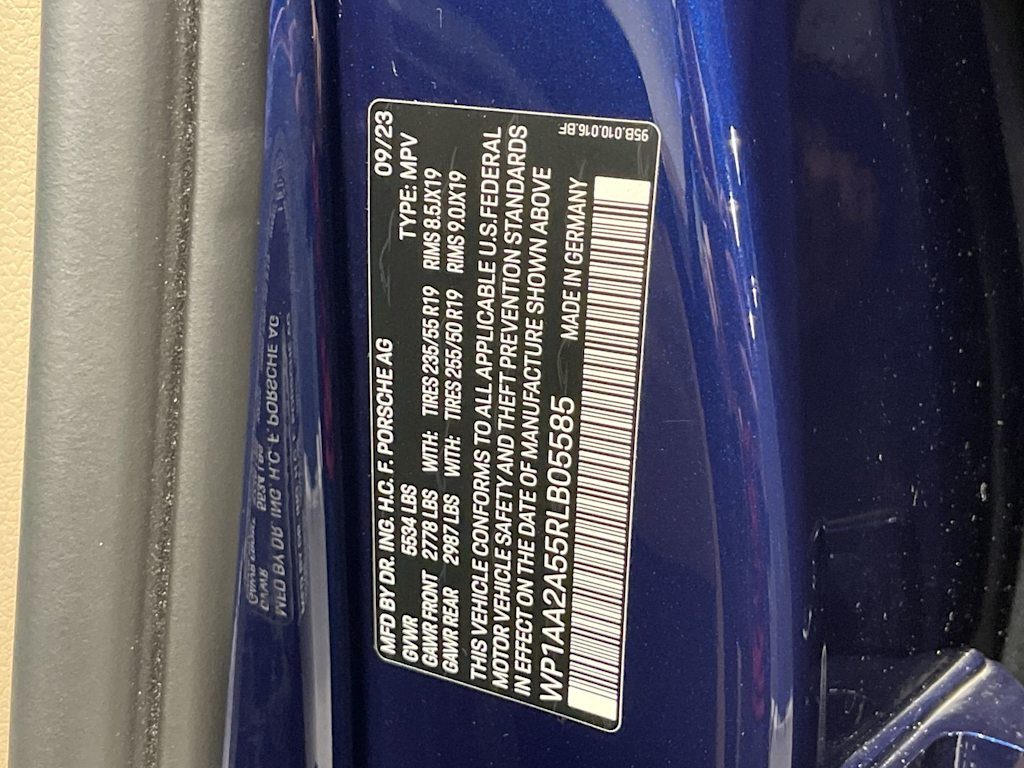 MFD BY DR. ING. H.C. F. PORSCHE AG 09/23
GVWR 5534 LBS TYPE: MPV
GAWR FRONT 2778 LBS WITH: TIRES 235/55 R19 RIMS 8.5JX19
GAWR REAR 2987 LBS WITH: TIRES 255/50 R19 RIMS 9.0JX19
THIS VEHICLE CONFORMS TO ALL APPLICABLE U.S. FEDERAL
MOTOR VEHICLE SAFETY AND THEFT PREVENTION STANDARDS
IN EFFECT ON THE DATE OF MANUFACTURE SHOWN ABOVE
WP1AA2A55RLB05585 MADE IN GERMANY
95B.010.016.BF